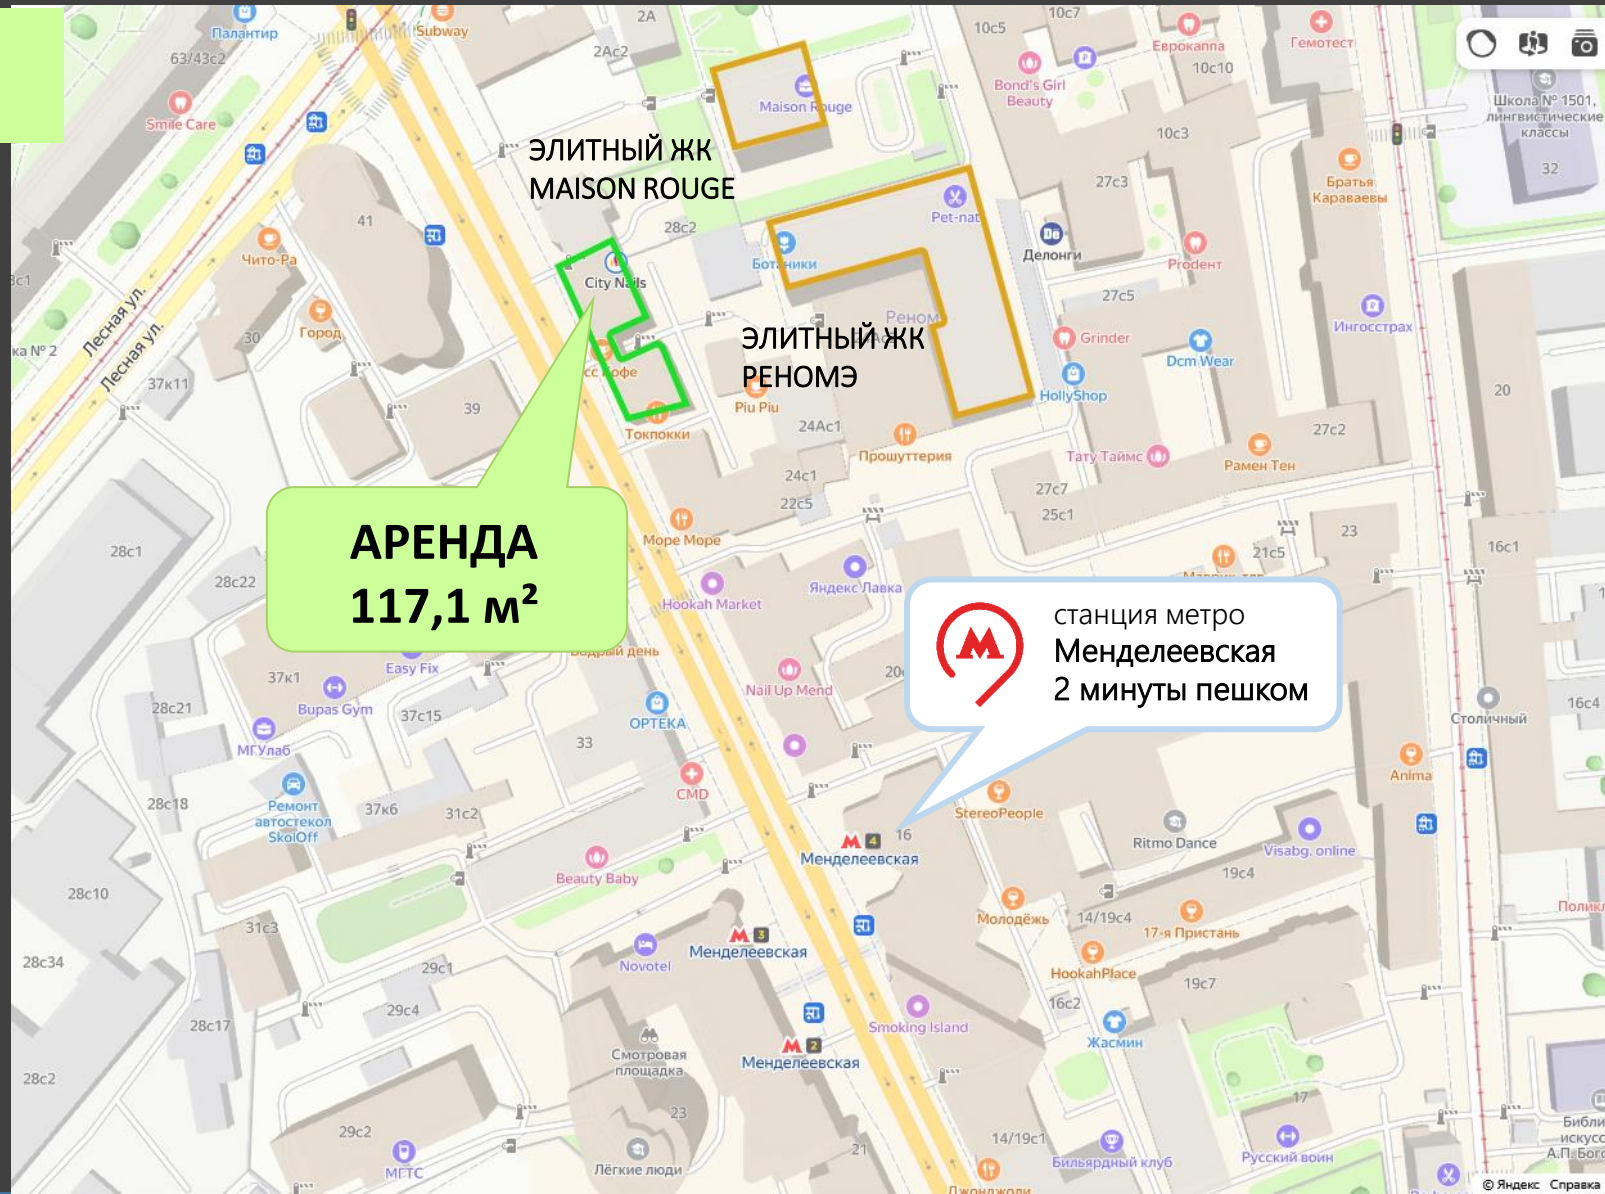 Палантир
Subway
2А
10с7
10с5
Еврокаппа
Гемотест
63/43с2
2Ас2
10с10
Bond's Girl
Beauty
Maison Rouge
Школа № 1501,
лингвистические
классы
Smile Care
10с3
32
ЭЛИТНЫЙ ЖК
MAISON ROUGE
27с3
Братья
Караваевы
41
28с2
Pet-nat
Чито-Ра
Ботаники
De
Делонги
Prodент
City Nails
27с5
Лесная ул.
Лесная ул.
Город
30
Ингосстрах
ЭЛИТНЫЙ ЖК
РЕНОМЭ
Grinder
Dcm Wear
37к11
39
HollyShop
20
Piu Piu
Токпокки
24Ас1
27с2
Прошуттерия
Тату Таймс
Рамен Тен
24с1
22с5
27с7
25с1
АРЕНДА
117,1 м²
Море Море
28с1
28с22
23
21с5
16с1
Яндекс Лавка
Hookah Market
станция метро
Менделеевская
2 минуты пешком
Easy Fix
37к1
Nail Up Mend
28с21
Bupas Gym
37с15
ОРТЕКА
16с4
Столичный
МГУлаб
33
Anima
CMD
28с18
Ремонт
автостекол
SkolOff
37к6
31с2
StereoPeople
4
16
Менделеевская
Ritmo Dance
Visabg. online
Beauty Baby
19с4
28с10
31с3
Молодёжь
14/19с4
17-я Пристань
3
Менделеевская
28с34
29с1
Novotel
HookahPlace
19с7
16с2
29с4
28с17
Smoking Island
Жасмин
2
Менделеевская
Смотровая
площадка
28с2
23
17
29с2
21
14/19с1
МГТС
Лёгкие люди
Бильярдный клуб
Русский воин
Джонджоли
© Яндекс Справка